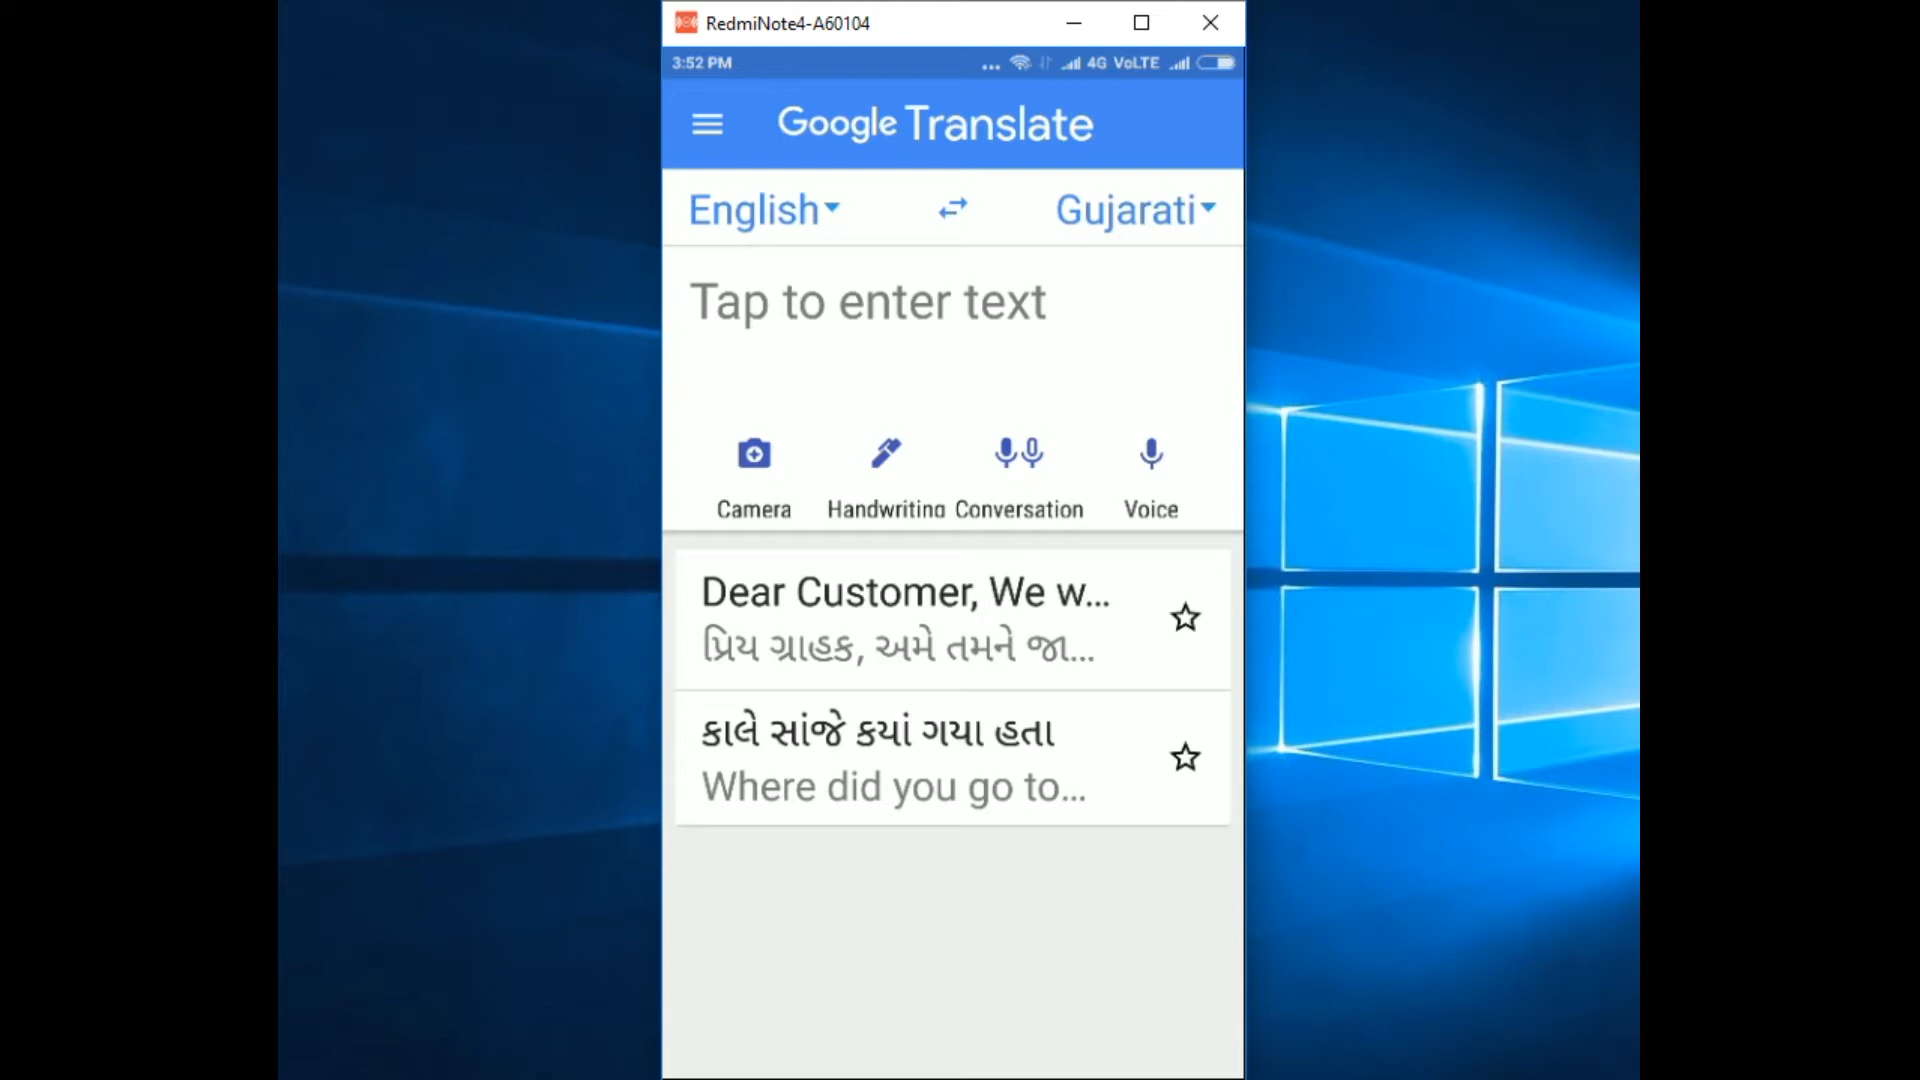 RedmiNote4-A60104
3:52 PM ... 4G VoLTE
Google Translate
English Gujarati
Tap to enter text
Camera Handwriting Conversation Voice
Dear Customer, We w...
પ્રિય ગ્રાહક, અમે તમને જા...
કાલે સાંજે કયાં ગયા હતા
Where did you go to...